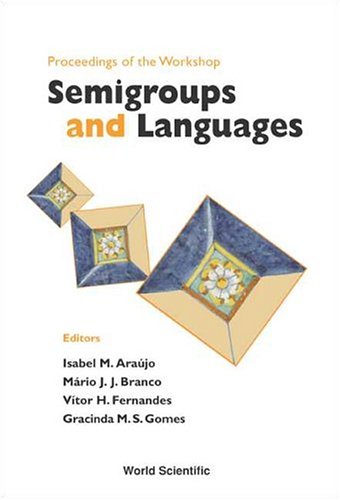 Proceedings of the Workshop
Semigroups
and Languages
Editors
Isabel M. Araújo
Mário J. J. Branco
Vítor H. Fernandes
Gracinda M. S. Gomes
World Scientific